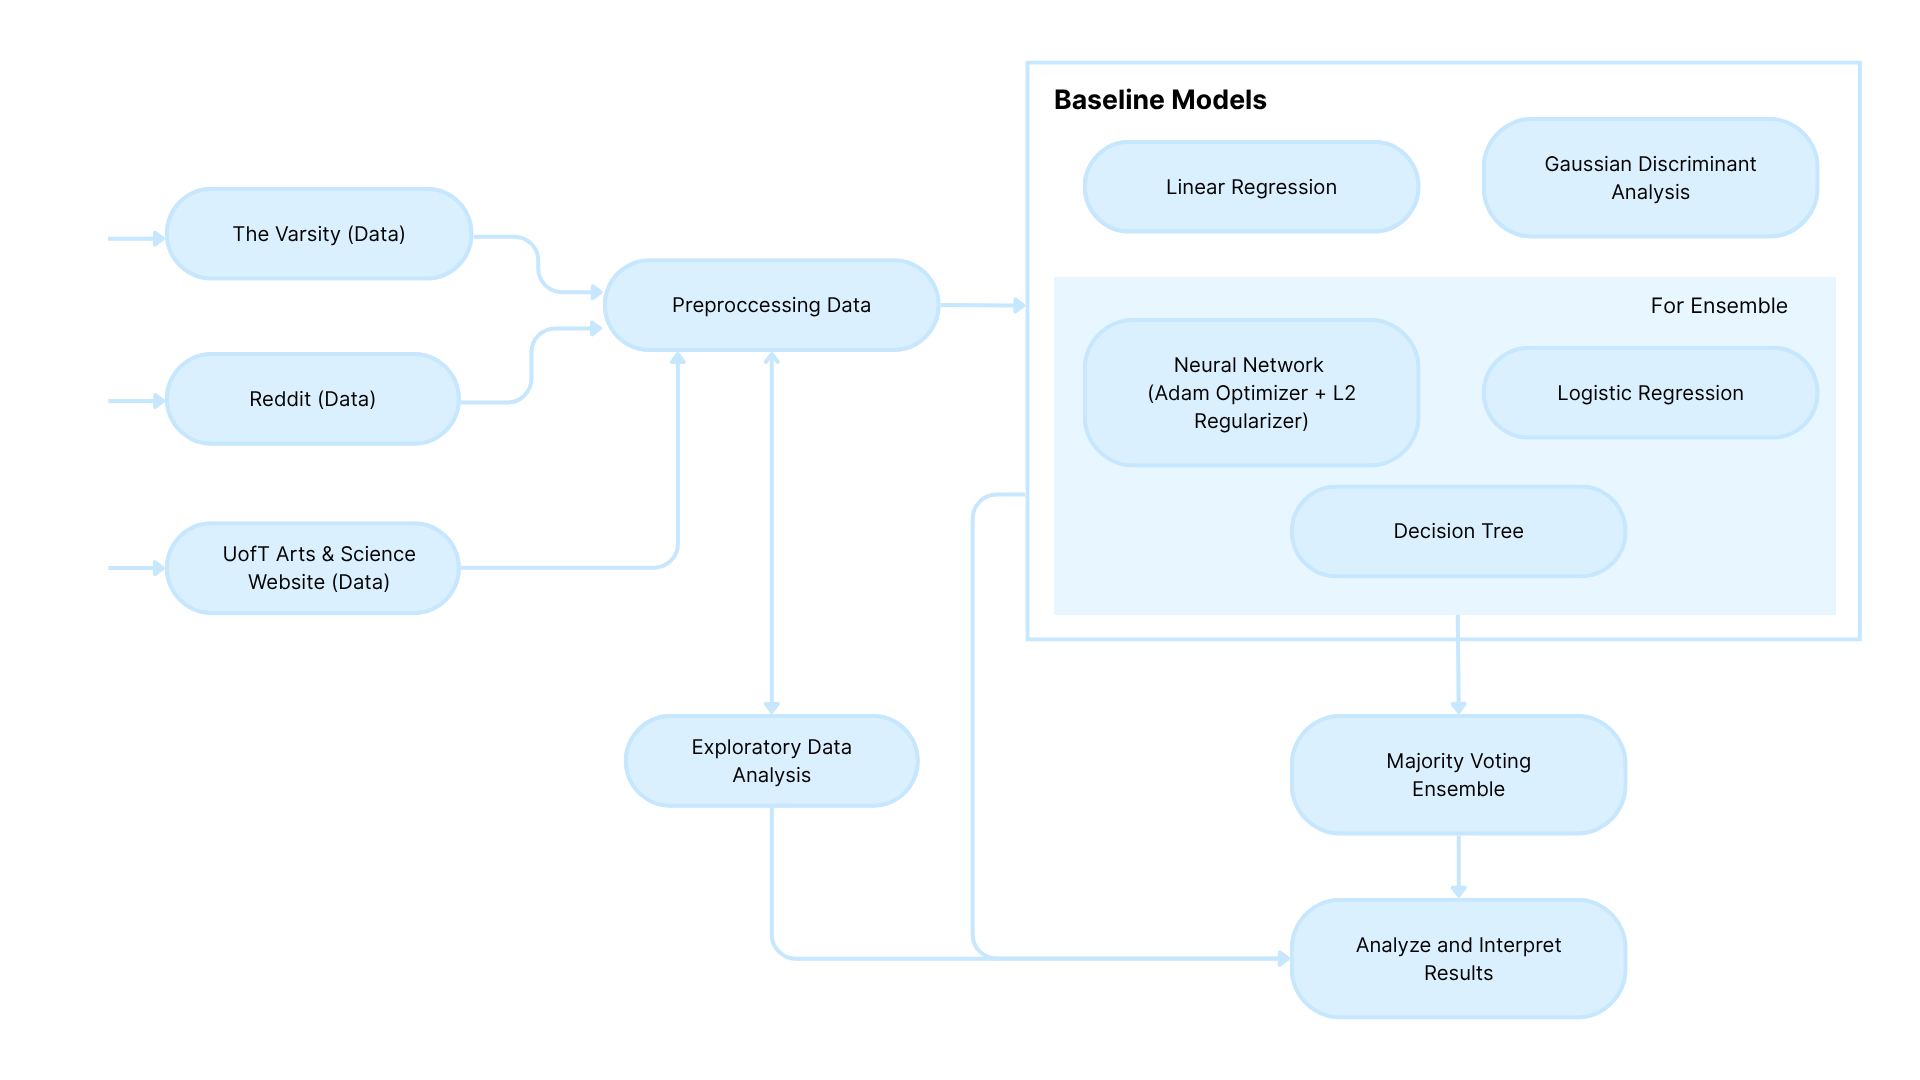 Baseline Models
Linear Regression
Gaussian Discriminant
Analysis
The Varsity (Data)
Preproccessing Data
For Ensemble
Neural Network
(Adam Optimizer + L2
Regularizer)
Logistic Regression
Reddit (Data)
Decision Tree
UofT Arts & Science
Website (Data)
Exploratory Data
Analysis
Majority Voting
Ensemble
Analyze and Interpret
Results